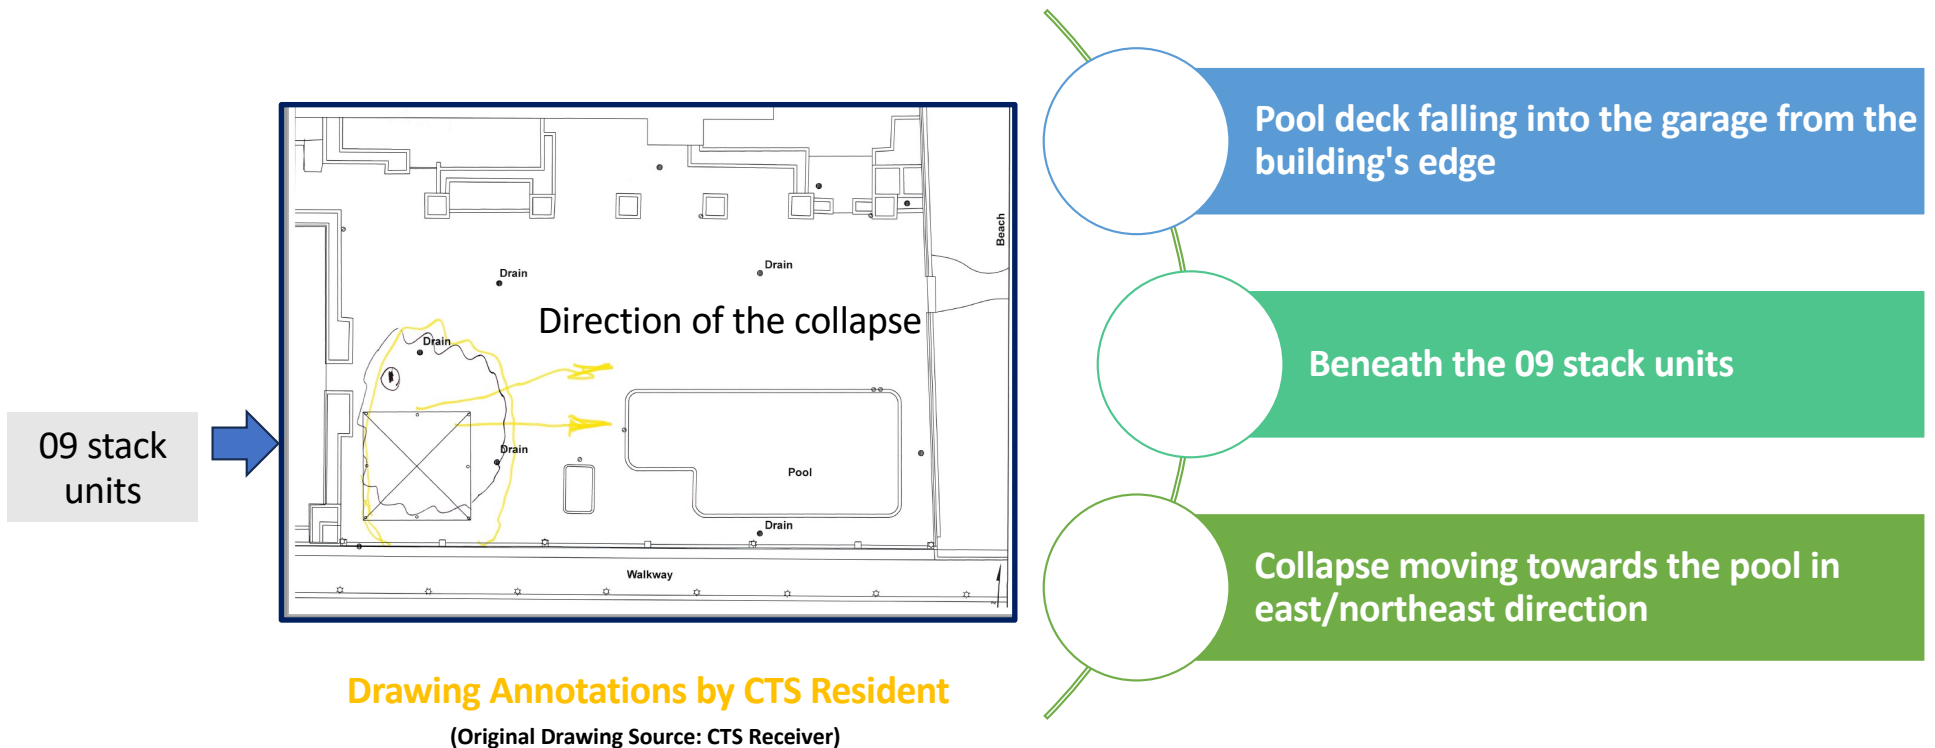 Pool deck falling into the garage from the
building's edge
Beach
Drain
Drain
Direction of the collapse
Drain
Beneath the 09 stack units
09 stack
units
Drain
Pool
Drain
Walkway
Collapse moving towards the pool in
east/northeast direction
Drawing Annotations by CTS Resident
(Original Drawing Source: CTS Receiver)